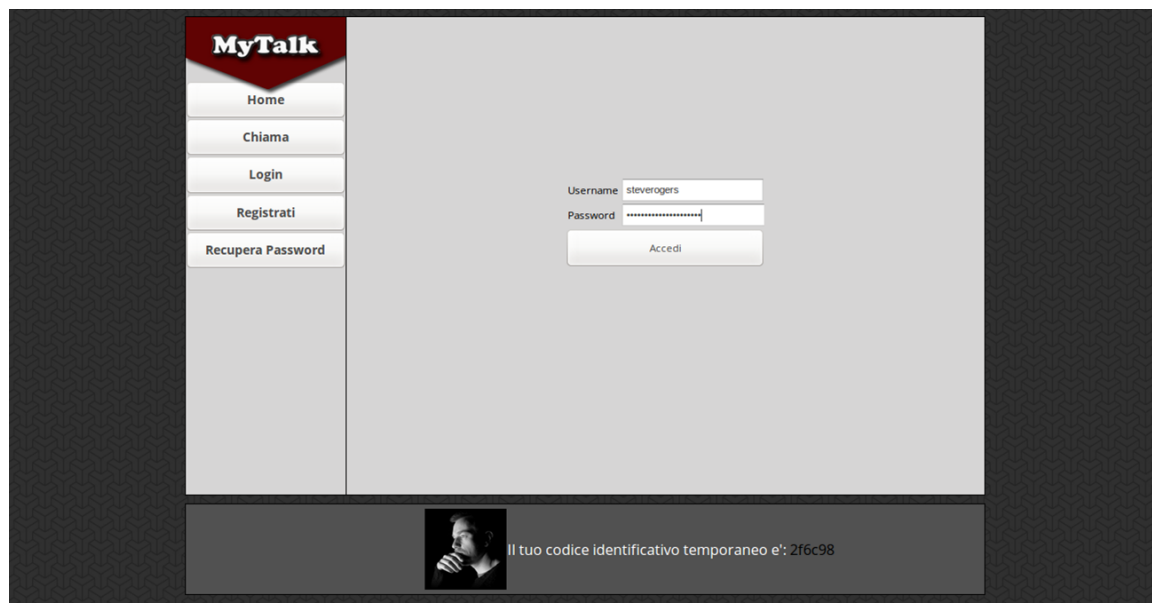 MyTalk
Home
Chiama
Login
Registrati
Recupera Password
Username steverogers
Password •••••••••••••••••••••
Accedi
Il tuo codice identificativo temporaneo e': 2f6c98